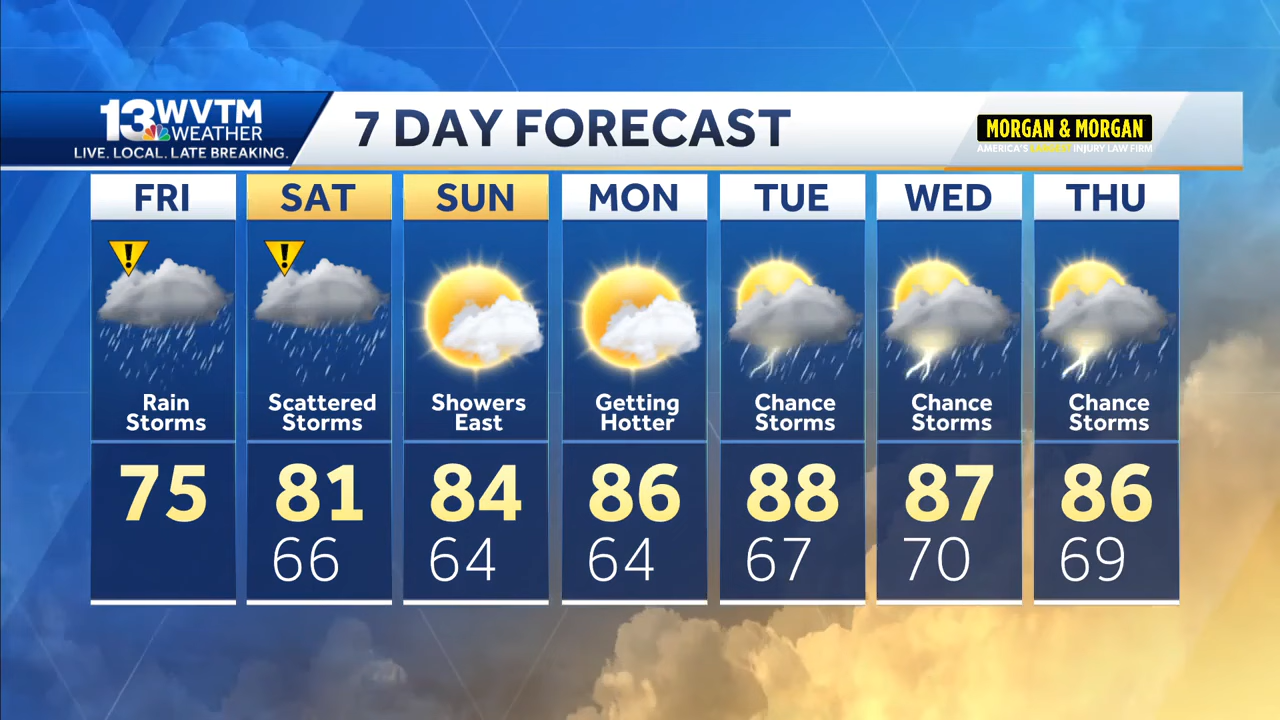 13 WVTM
WEATHER
LIVE. LOCAL. LATE BREAKING.
7 DAY FORECAST
MORGAN & MORGAN
AMERICA'S LARGEST INJURY LAW FIRM
FRI SAT SUN MON TUE WED THU
! !
Rain Scattered Showers Getting Chance Chance Chance
Storms Storms East Hotter Storms Storms Storms
75 81 84 86 88 87 86
66 64 64 67 70 69